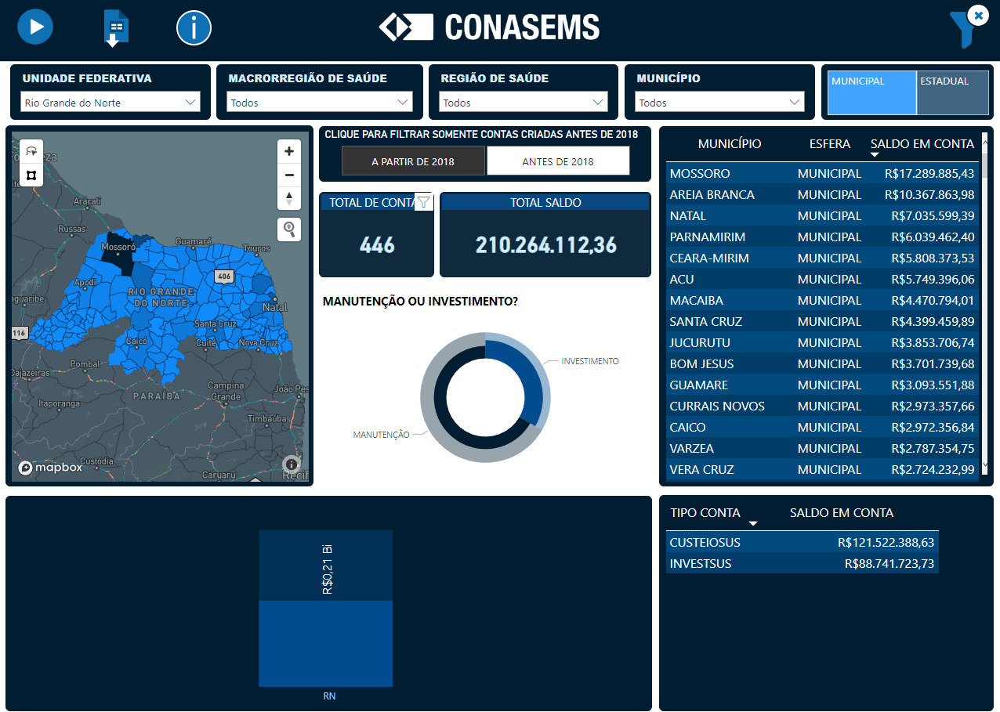 CONASEMS
UNIDADE FEDERATIVA
Rio Grande do Norte
MACRORREGIÃO DE SAÚDE
Todos
REGIÃO DE SAÚDE
Todos
MUNICÍPIO
Todos
MUNICIPAL
ESTADUAL
Aracati
Russas
Mossoró
Guamaré
Touros
Apodi
406
RIO GRANDE
DO NORTE
Natal
116
Santa Cruz
Caicó
Cuité
Nova Cruz
Pombal
Cajazeiras
Campina
Grande
João Pes
PARAÍBA
Itaporanga
Timbaúba
Custódia
mapbox
Caruaru
Recif
CLIQUE PARA FILTRAR SOMENTE CONTAS CRIADAS ANTES DE 2018
A PARTIR DE 2018
ANTES DE 2018
TOTAL DE CONTA
446
TOTAL SALDO
210.264.112,36
MANUTENÇÃO OU INVESTIMENTO?
INVESTIMENTO
MANUTENÇÃO
MUNICÍPIO ESFERA SALDO EM CONTA
MOSSORO MUNICIPAL R$17.289.885,43
AREIA BRANCA MUNICIPAL R$10.367.863,98
NATAL MUNICIPAL R$7.035.599,39
PARNAMIRIM MUNICIPAL R$6.039.462,40
CEARA-MIRIM MUNICIPAL R$5.808.373,53
ACU MUNICIPAL R$5.749.396,06
MACAIBA MUNICIPAL R$4.470.794,01
SANTA CRUZ MUNICIPAL R$4.399.459,89
JUCURUTU MUNICIPAL R$3.853.706,74
BOM JESUS MUNICIPAL R$3.701.739,68
GUAMARE MUNICIPAL R$3.093.551,88
CURRAIS NOVOS MUNICIPAL R$2.973.357,66
CAICO MUNICIPAL R$2.972.356,84
VARZEA MUNICIPAL R$2.787.354,75
VERA CRUZ MUNICIPAL R$2.724.232,99
R$0,21 Bi
RN
TIPO CONTA SALDO EM CONTA
CUSTEIOSUS R$121.522.388,63
INVESTSUS R$88.741.723,73